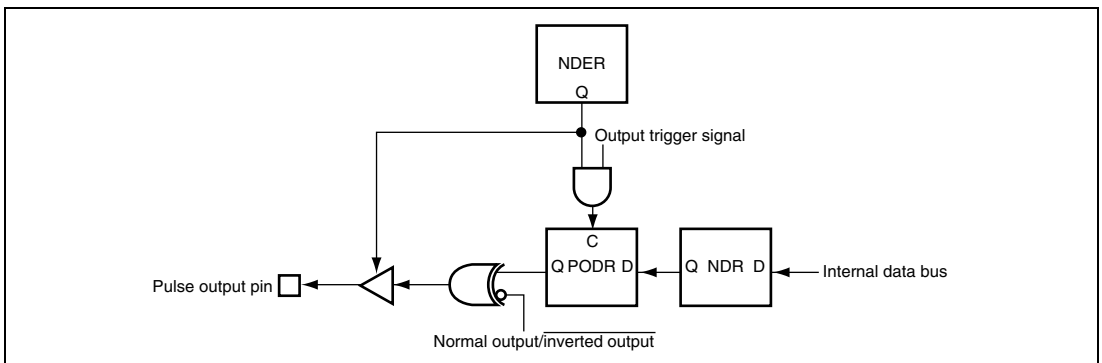 NDER
Q
Output trigger signal
C
Q PODR D
Q NDR D
Internal data bus
Pulse output pin
Normal output/inverted output